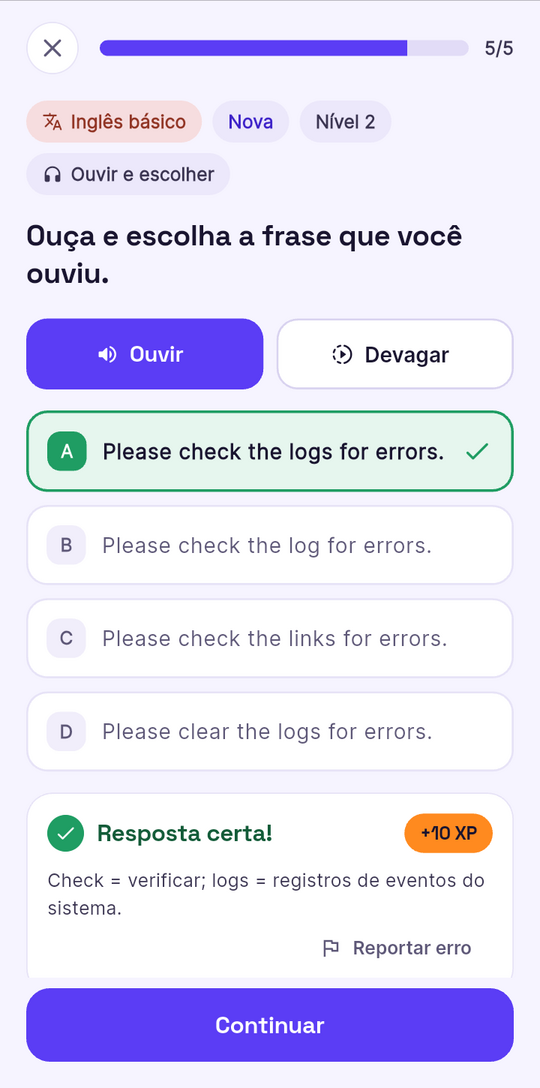 5/5
Inglês básico
Nova
Nível 2
Ouvir e escolher
Ouça e escolha a frase que você
ouviu.
Ouvir
Devagar
A Please check the logs for errors.
B Please check the log for errors.
C Please check the links for errors.
D Please clear the logs for errors.
Resposta certa!
+10 XP
Check = verificar; logs = registros de eventos do
sistema.
Reportar erro
Continuar